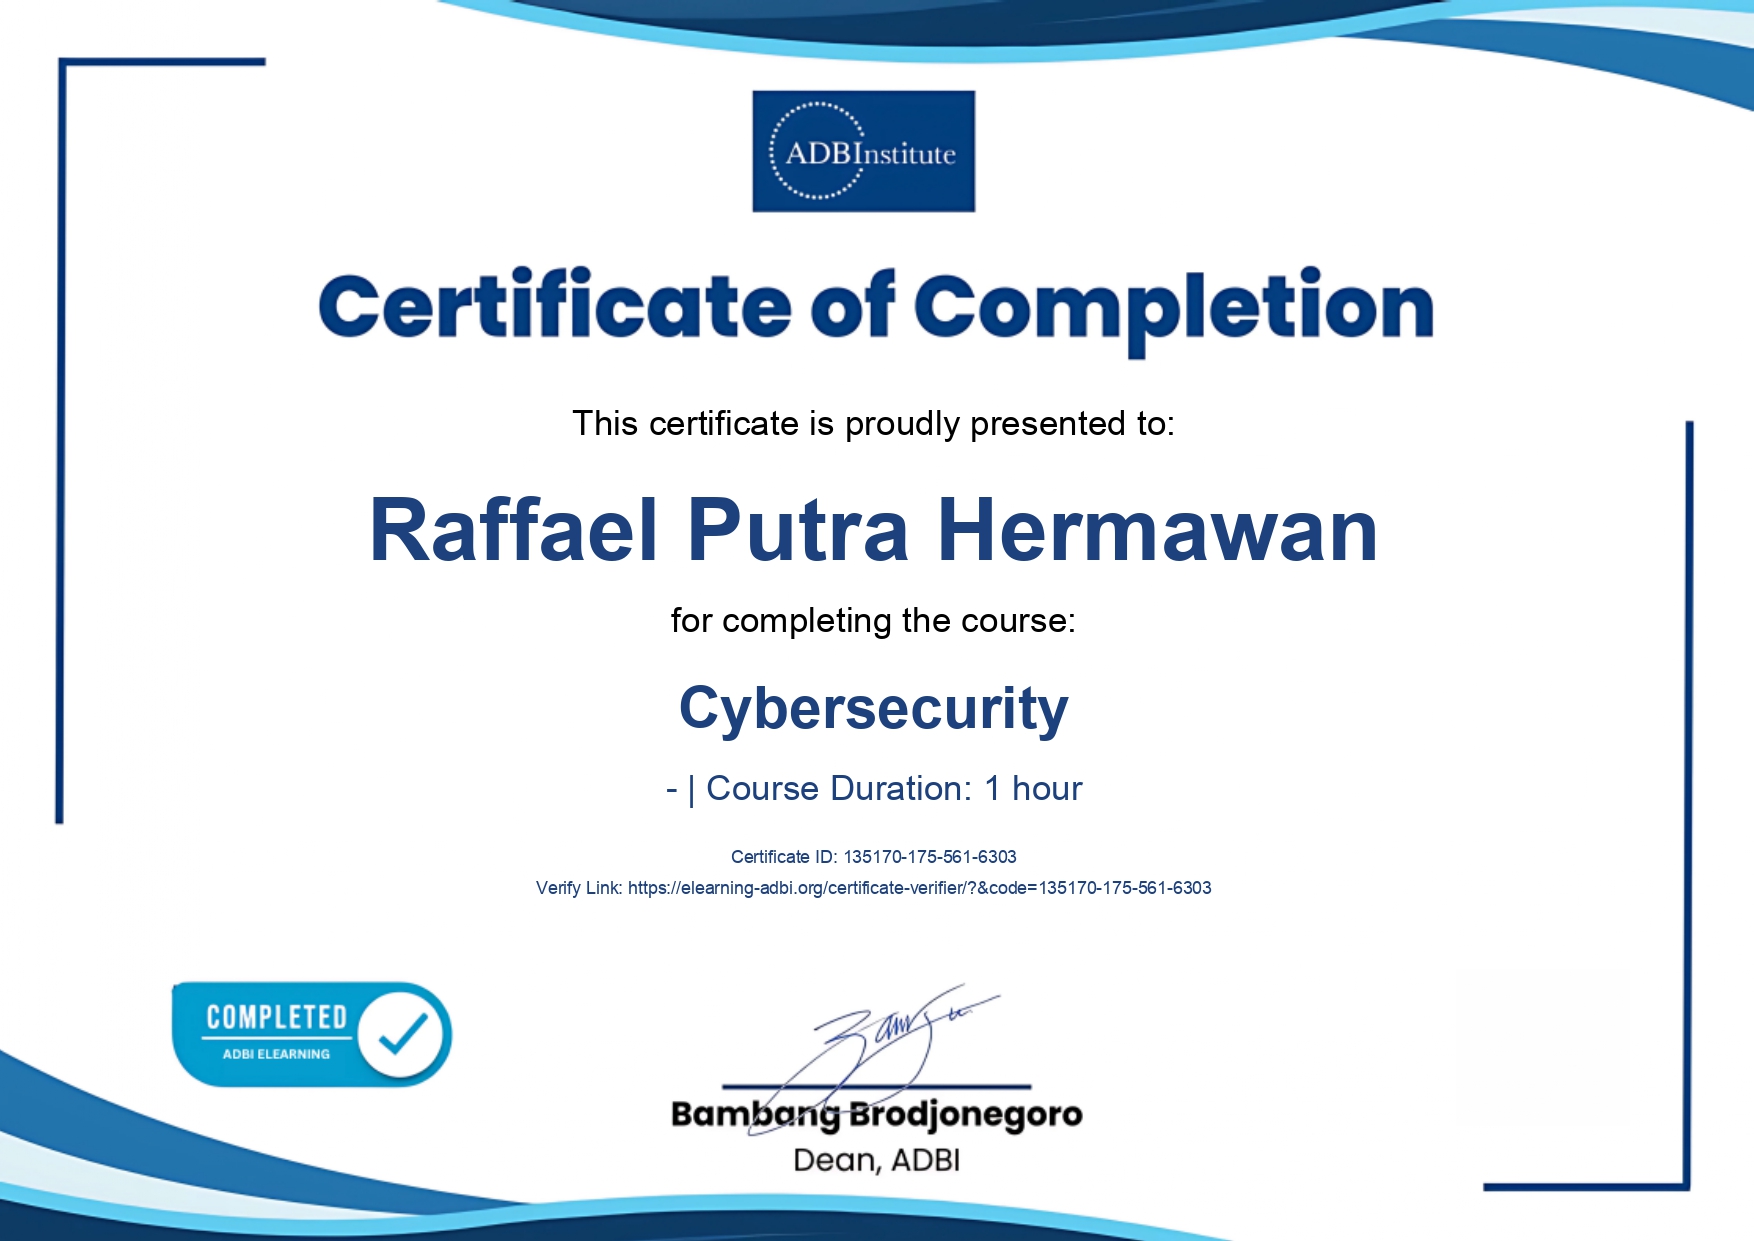 ADBInstitute
Certificate of Completion
This certificate is proudly presented to:
Raffael Putra Hermawan
for completing the course:
Cybersecurity
- | Course Duration: 1 hour
Certificate ID: 135170-175-561-6303
Verify Link: https://elearning-adbi.org/certificate-verifier/?&code=135170-175-561-6303
COMPLETED
ADBI ELEARNING
Bambang Brodjonegoro
Dean, ADBI